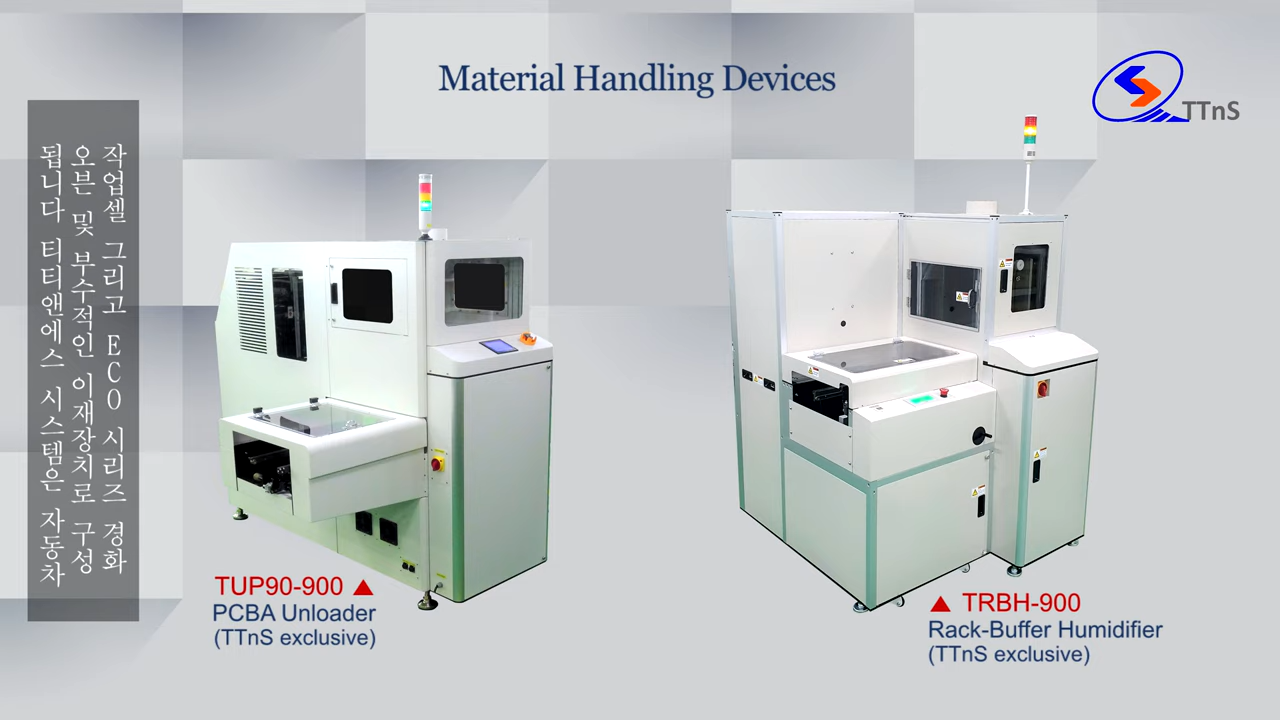 Material Handling Devices
TTnS
작업셀 그리고 ECO 시리즈 경화
오븐 및 부수적인 이재장치로 구성
됩니다 티티앤에스 시스템은 자동차
TUP90-900
PCBA Unloader
(TTnS exclusive)
TRBH-900
Rack-Buffer Humidifier
(TTnS exclusive)